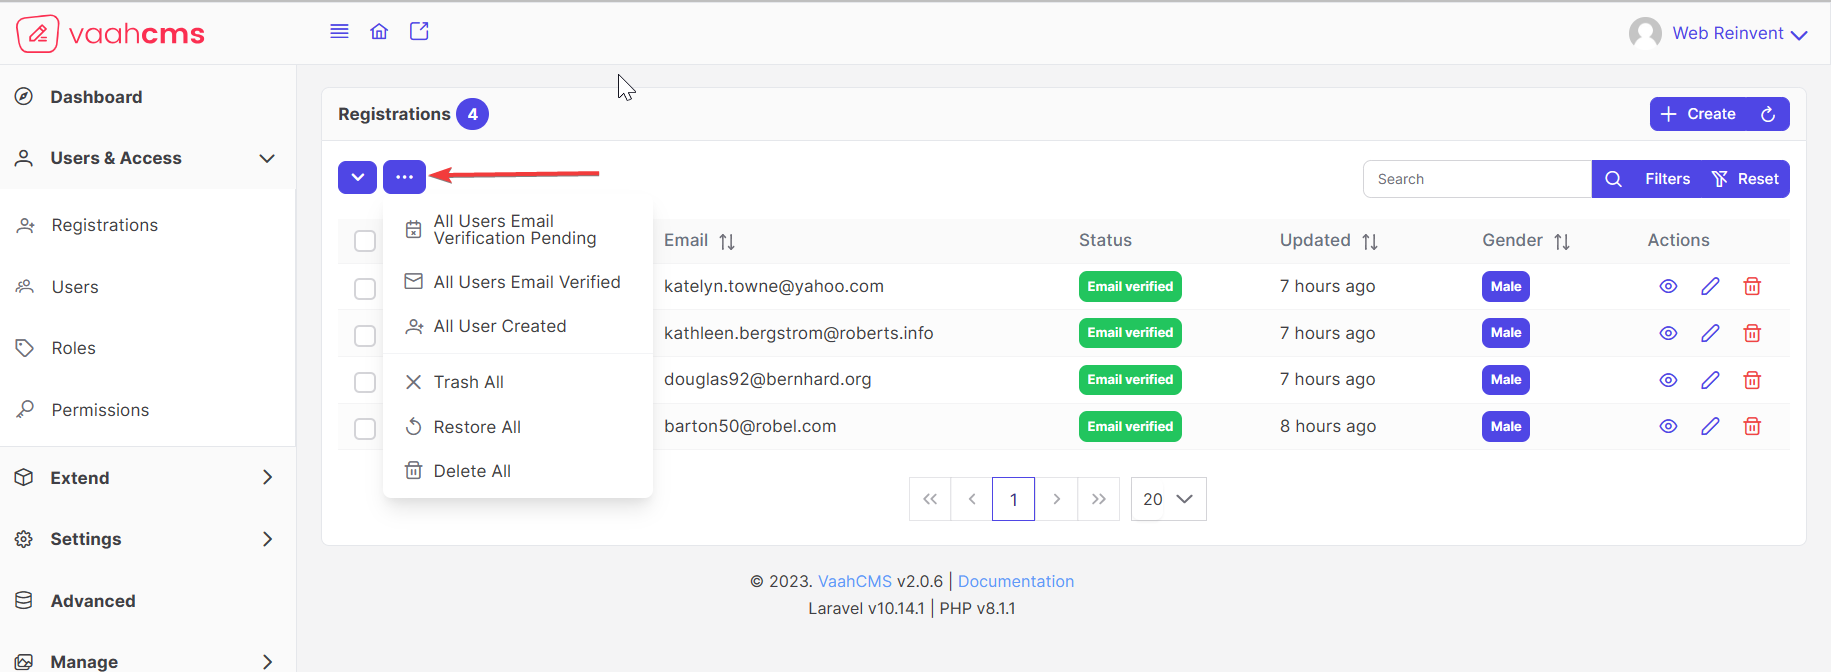 vaahcms
Web Reinvent
Dashboard
Users & Access
Registrations
Users
Roles
Permissions
Extend
Settings
Advanced
Manage
Registrations 4
Create
Search
Filters
Reset
All Users Email
Verification Pending
All Users Email Verified
All User Created
Trash All
Restore All
Delete All
Email Status Updated Gender Actions
katelyn.towne@yahoo.com Email verified 7 hours ago Male
kathleen.bergstrom@roberts.info Email verified 7 hours ago Male
douglas92@bernhard.org Email verified 7 hours ago Male
barton50@robel.com Email verified 8 hours ago Male
1 20
© 2023. VaahCMS v2.0.6 | Documentation
Laravel v10.14.1 | PHP v8.1.1